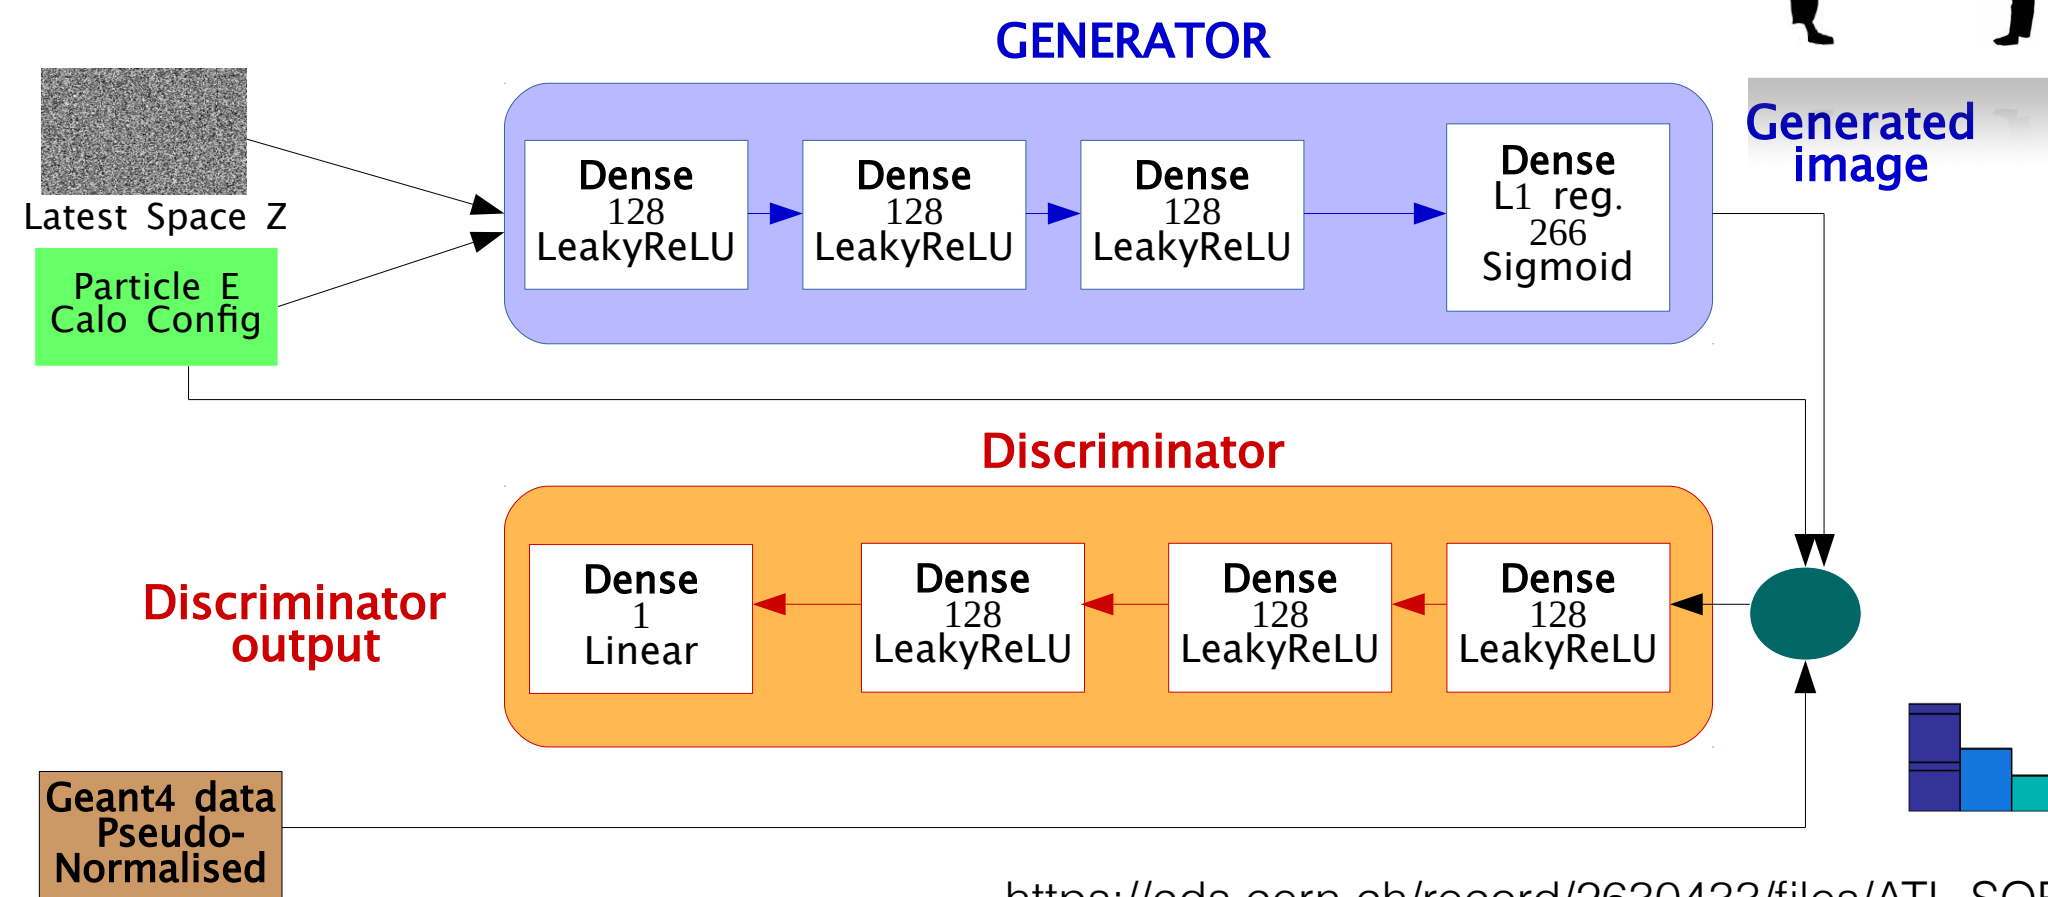 GENERATOR
Latest Space Z
Particle E
Calo Config
Dense
128
LeakyReLU
Dense
128
LeakyReLU
Dense
128
LeakyReLU
Dense
L1 reg.
266
Sigmoid
Generated
image
Discriminator
Discriminator
output
Dense
1
Linear
Dense
128
LeakyReLU
Dense
128
LeakyReLU
Dense
128
LeakyReLU
Geant4 data
Pseudo-
Normalised